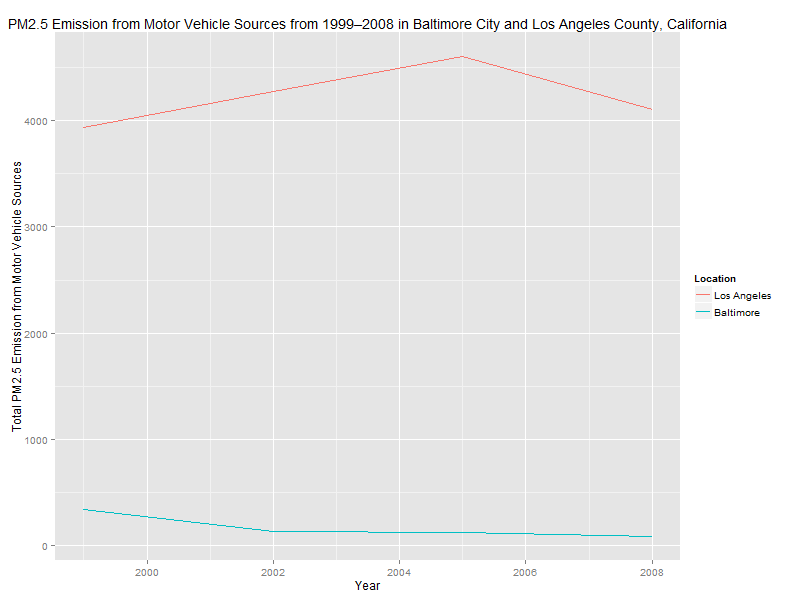 PM2.5 Emission from Motor Vehicle Sources from 1999–2008 in Baltimore City and Los Angeles County, California
Total PM2.5 Emission from Motor Vehicle Sources
4000
3000
2000
1000
0
2000
2002
2004
2006
2008
Year
Location
Los Angeles
Baltimore